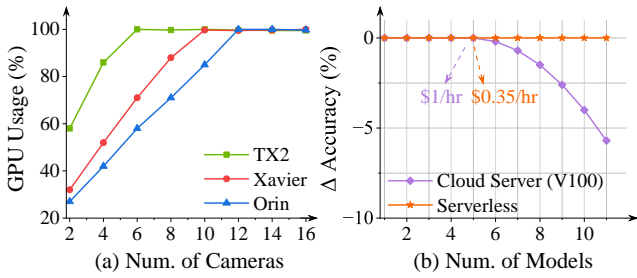 GPU Usage (%)
100
80
60
40
20
TX2
Xavier
Orin
2 4 6 8 10 12 14 16
(a) Num. of Cameras
Δ Accuracy (%)
0
−5
−10
$1/hr
$0.35/hr
Cloud Server (V100)
Serverless
2 4 6 8 10
(b) Num. of Models